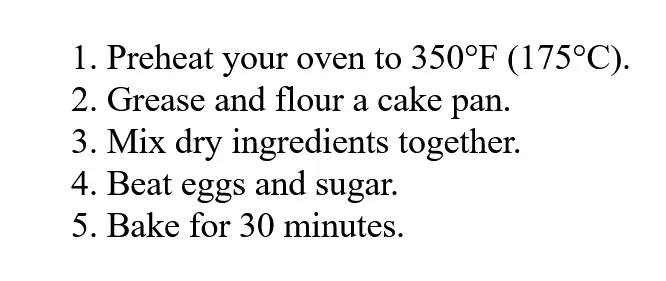 1. Preheat your oven to 350°F (175°C).
2. Grease and flour a cake pan.
3. Mix dry ingredients together.
4. Beat eggs and sugar.
5. Bake for 30 minutes.